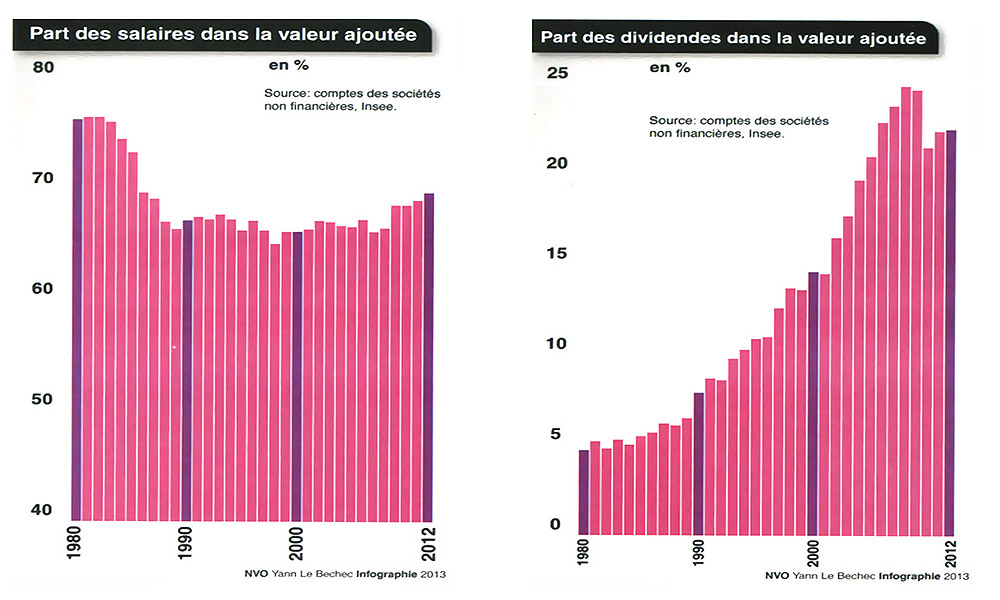 Part des salaires dans la valeur ajoutée
80
en %
Source: comptes des sociétés
non financières, Insee.
70
60
50
40
1980
1990
2000
2012
NVO Yann Le Bechec Infographie 2013
Part des dividendes dans la valeur ajoutée
25
en %
Source: comptes des sociétés
non financières, Insee.
20
15
10
5
0
1980
1990
2000
2012
NVO Yann Le Bechec Infographie 2013